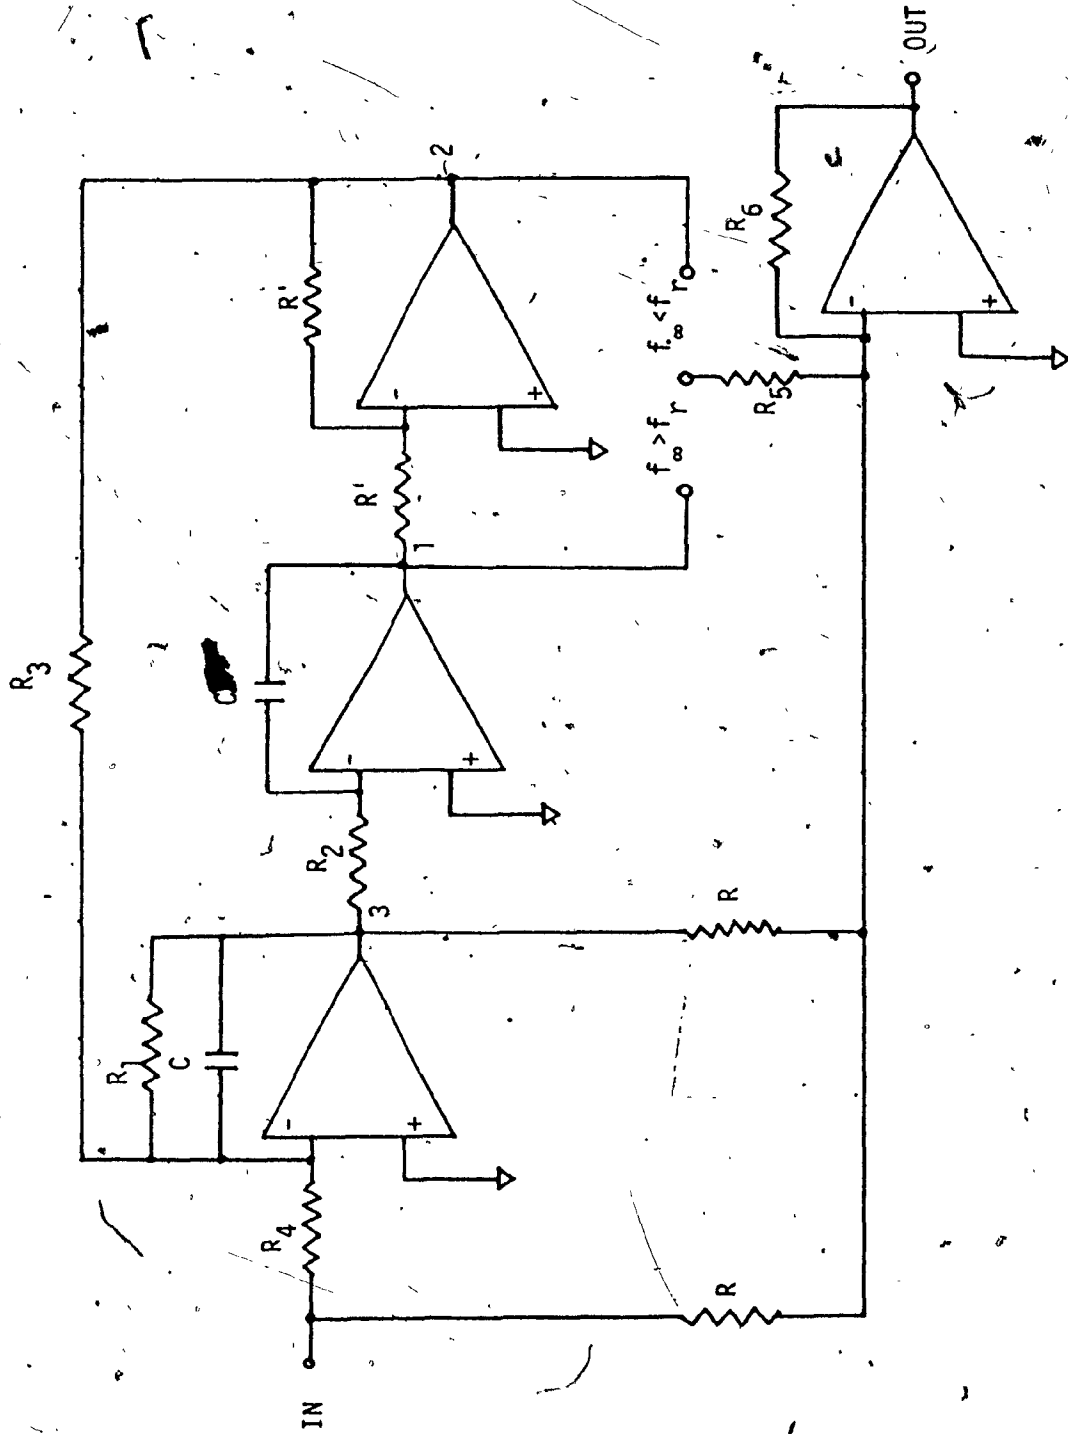 R3
R1
C
C
R'
R'
2
1
R2
3
R4
IN
f∞>fr
f∞<fr
R5
R6
R
R
OUT
-
+
-
+
-
+
-
+